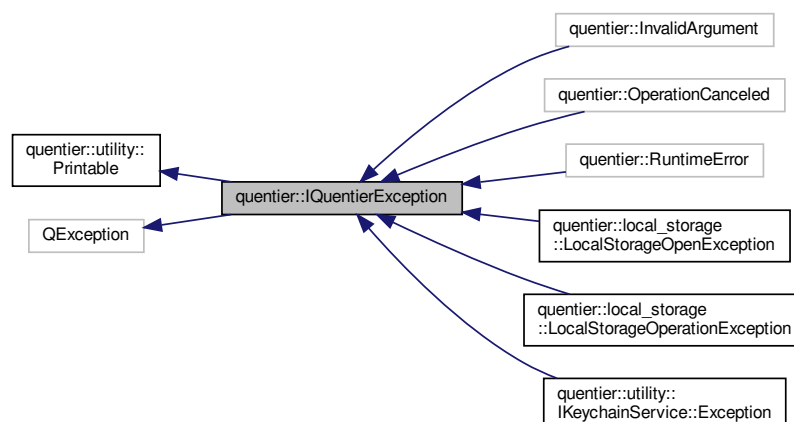 quentier::InvalidArgument
quentier::OperationCanceled
quentier::utility::
Printable
quentier::RuntimeError
quentier::IQuentierException
QException
quentier::local_storage
::LocalStorageOpenException
quentier::local_storage
::LocalStorageOperationException
quentier::utility::
IKeychainService::Exception